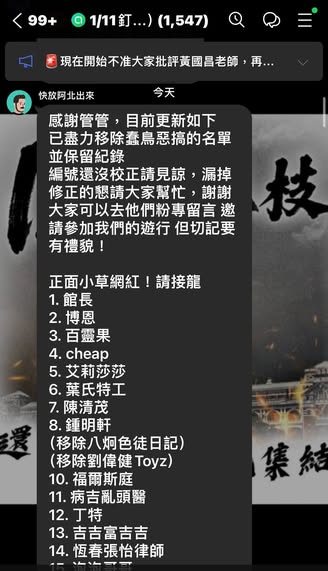 99+
1/11釘...) (1,547)
🚨現在開始不准大家批評黃國昌老師，再...
今天
快放阿北出來
感謝管管，目前更新如下
已盡力移除蠢鳥惡搞的名單
並保留紀錄
編號還沒校正請見諒，漏掉
修正的懇請大家幫忙，謝謝
大家可以去他們粉專留言 邀
請參加我們的遊行 但切記要
有禮貌！
正面小草網紅！請接龍
1. 館長
2. 博恩
3. 百靈果
4. cheap
5. 艾莉莎莎
6. 葉氏特工
7. 陳清茂
8. 鍾明軒
(移除八炯色徒日記)
(移除劉偉健Toyz)
10. 福爾斯庭
11. 病吉亂頭醫
12. 丁特
13. 吉吉富吉吉
14. 恆春張怡律師
枝
還
集結